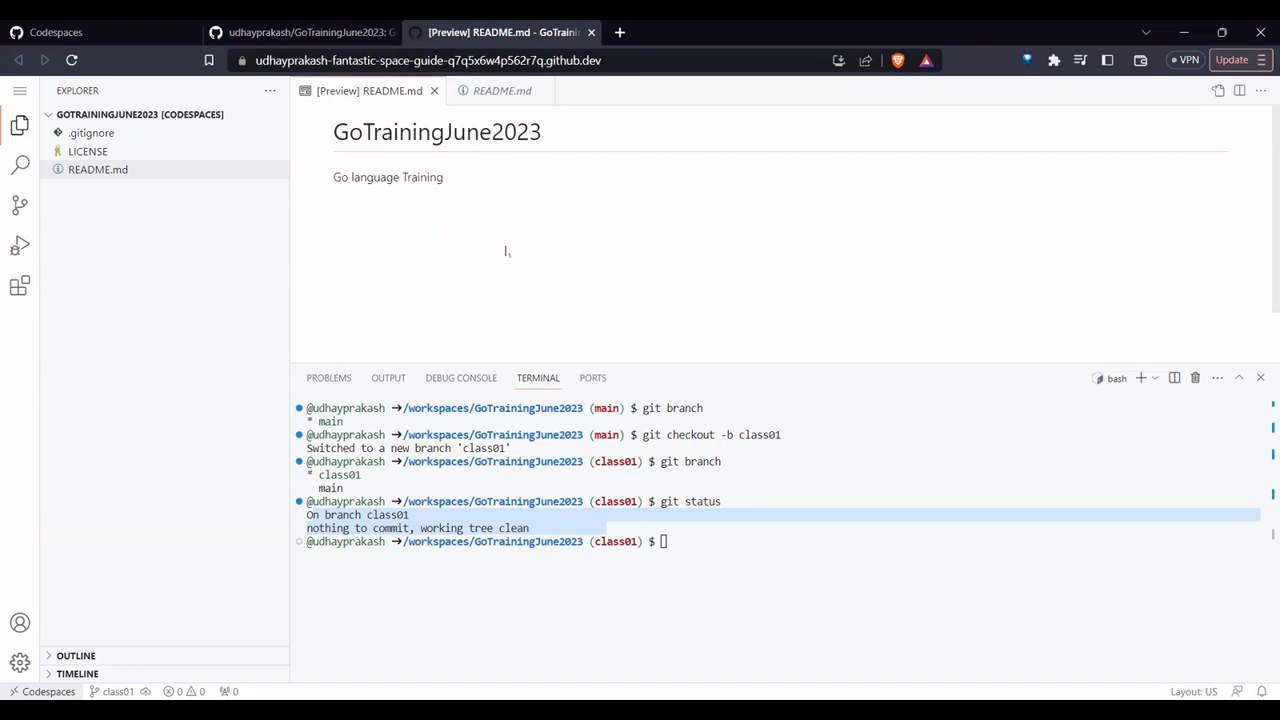 Codespaces
udhayprakash/GoTrainingJune2023: Go
[Preview] README.md - GoTrainin
udhayprakash-fantastic-space-guide-q7q5x6w4p562r7q.github.dev
VPN
Update
EXPLORER
[Preview] README.md
README.md
GOTRAININGJUNE2023 [CODESPACES]
.gitignore
LICENSE
README.md
GoTrainingJune2023
Go language Training
PROBLEMS
OUTPUT
DEBUG CONSOLE
TERMINAL
PORTS
bash
@udhayprakash ➜/workspaces/GoTrainingJune2023 (main) $ git branch
* main
@udhayprakash ➜/workspaces/GoTrainingJune2023 (main) $ git checkout -b class01
Switched to a new branch 'class01'
@udhayprakash ➜/workspaces/GoTrainingJune2023 (class01) $ git branch
* class01
main
@udhayprakash ➜/workspaces/GoTrainingJune2023 (class01) $ git status
On branch class01
nothing to commit, working tree clean
@udhayprakash ➜/workspaces/GoTrainingJune2023 (class01) $
OUTLINE
TIMELINE
Codespaces
class01
0
0
0
Layout: US